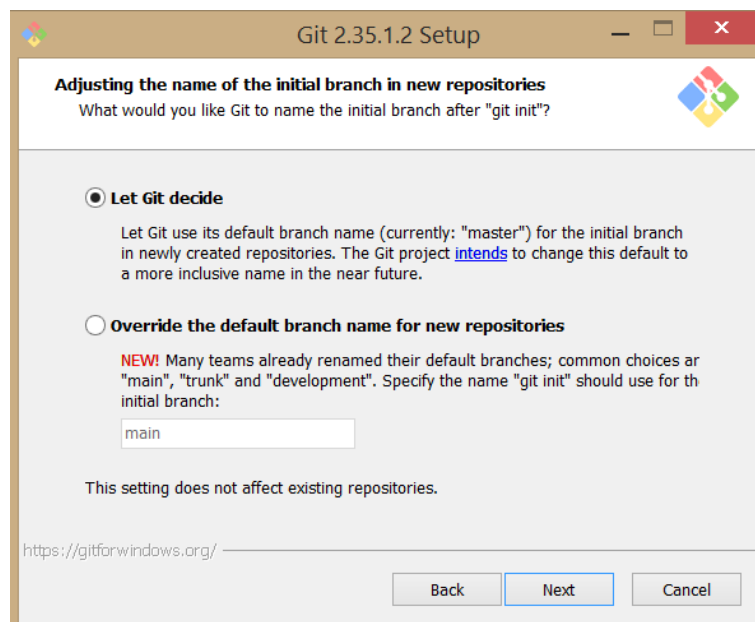 Git 2.35.1.2 Setup
Adjusting the name of the initial branch in new repositories
What would you like Git to name the initial branch after "git init"?
Let Git decide
Let Git use its default branch name (currently: "master") for the initial branch
in newly created repositories. The Git project intends to change this default to
a more inclusive name in the near future.
Override the default branch name for new repositories
NEW! Many teams already renamed their default branches; common choices ar
"main", "trunk" and "development". Specify the name "git init" should use for th
initial branch:
main
This setting does not affect existing repositories.
https://gitforwindows.org/
Back Next Cancel